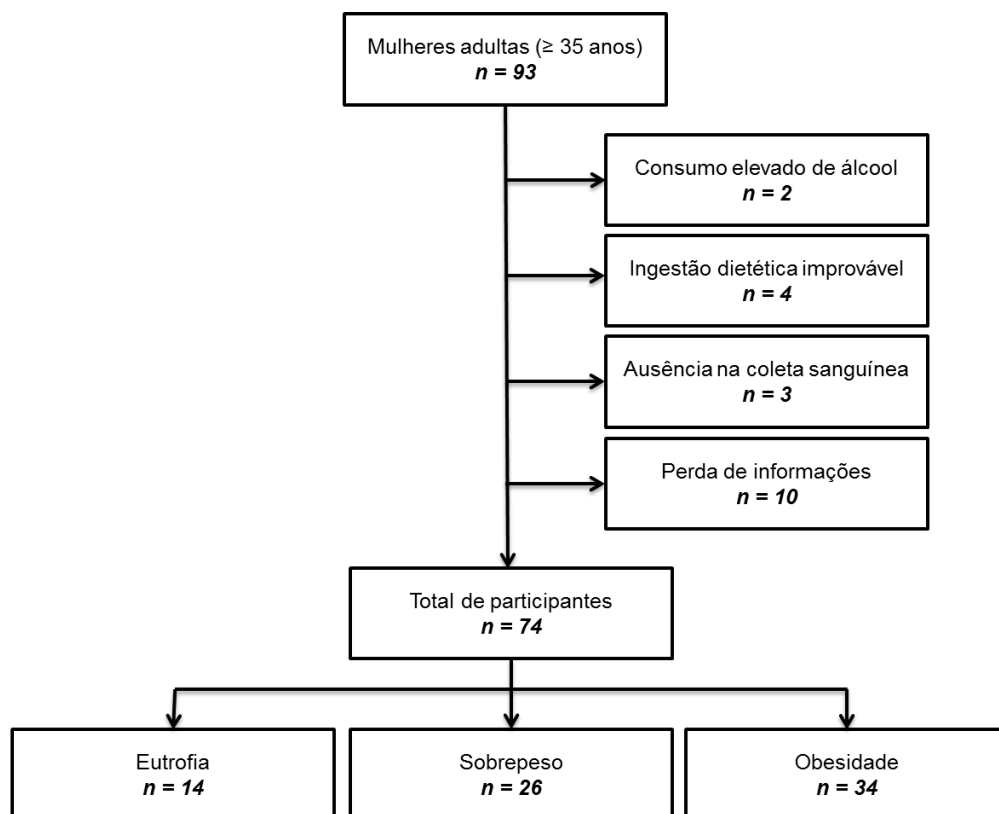 Mulheres adultas (≥ 35 anos)
n = 93
Consumo elevado de álcool
n = 2
Ingestão dietética improvável
n = 4
Ausência na coleta sanguínea
n = 3
Perda de informações
n = 10
Total de participantes
n = 74
Eutrofia
n = 14
Sobrepeso
n = 26
Obesidade
n = 34